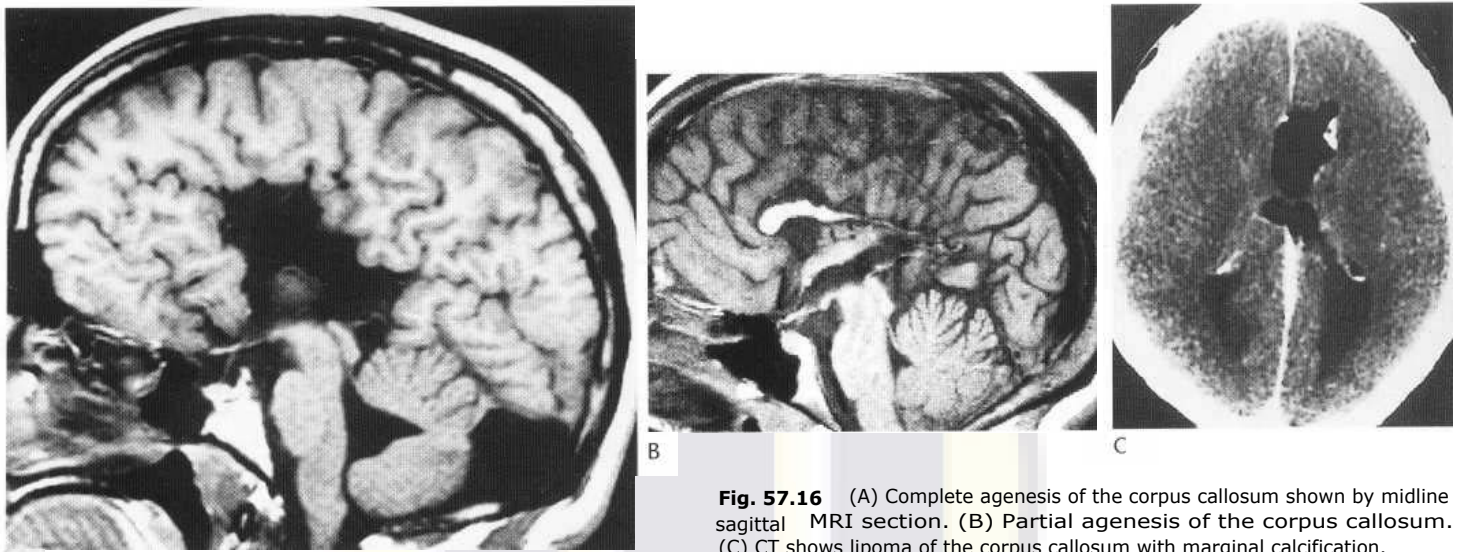 B
C
Fig. 57.16 (A) Complete agenesis of the corpus callosum shown by midline
sagittal MRI section. (B) Partial agenesis of the corpus callosum.
(C) CT shows lipoma of the corpus callosum with marginal calcification.